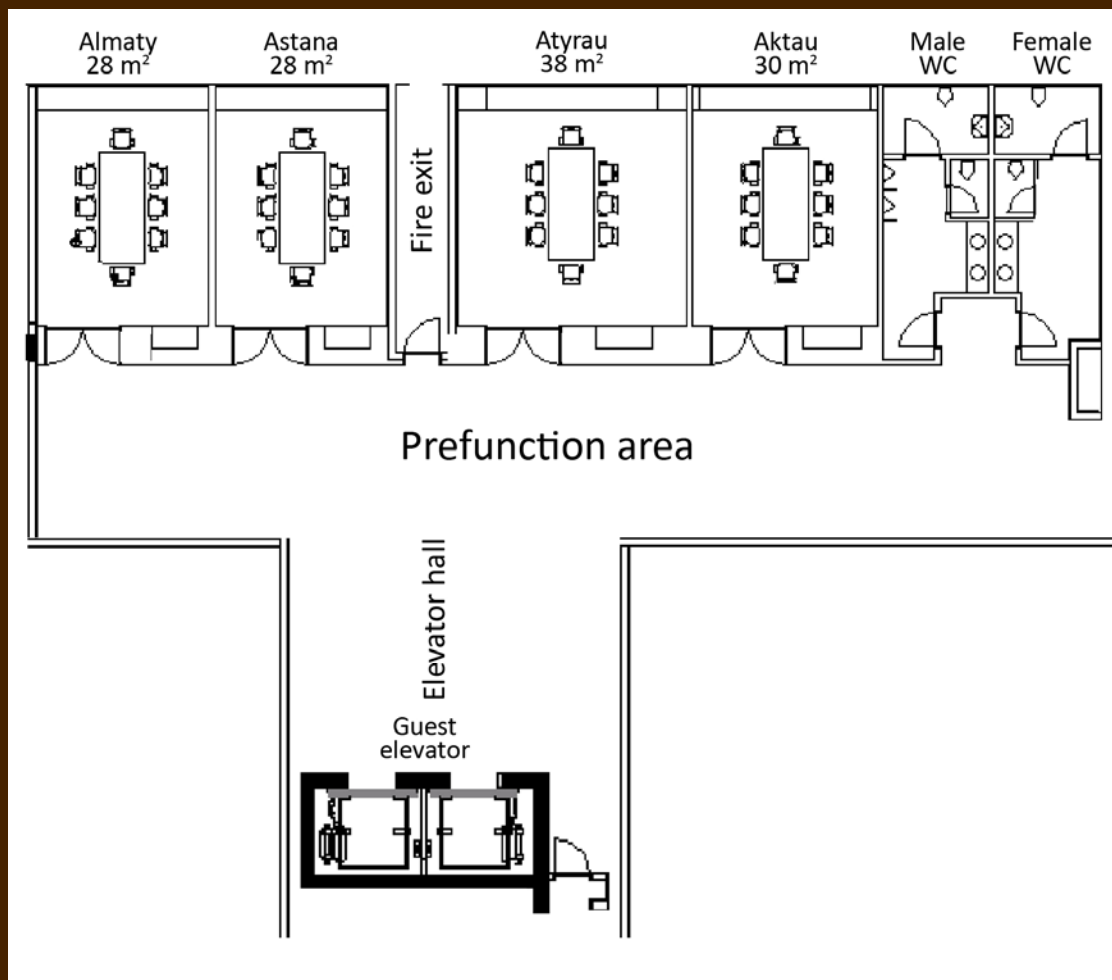 Almaty
28 m²
Astana
28 m²
Atyrau
38 m²
Aktau
30 m²
Male
WC
Female
WC
Fire exit
Prefunction area
Elevator hall
Guest
elevator